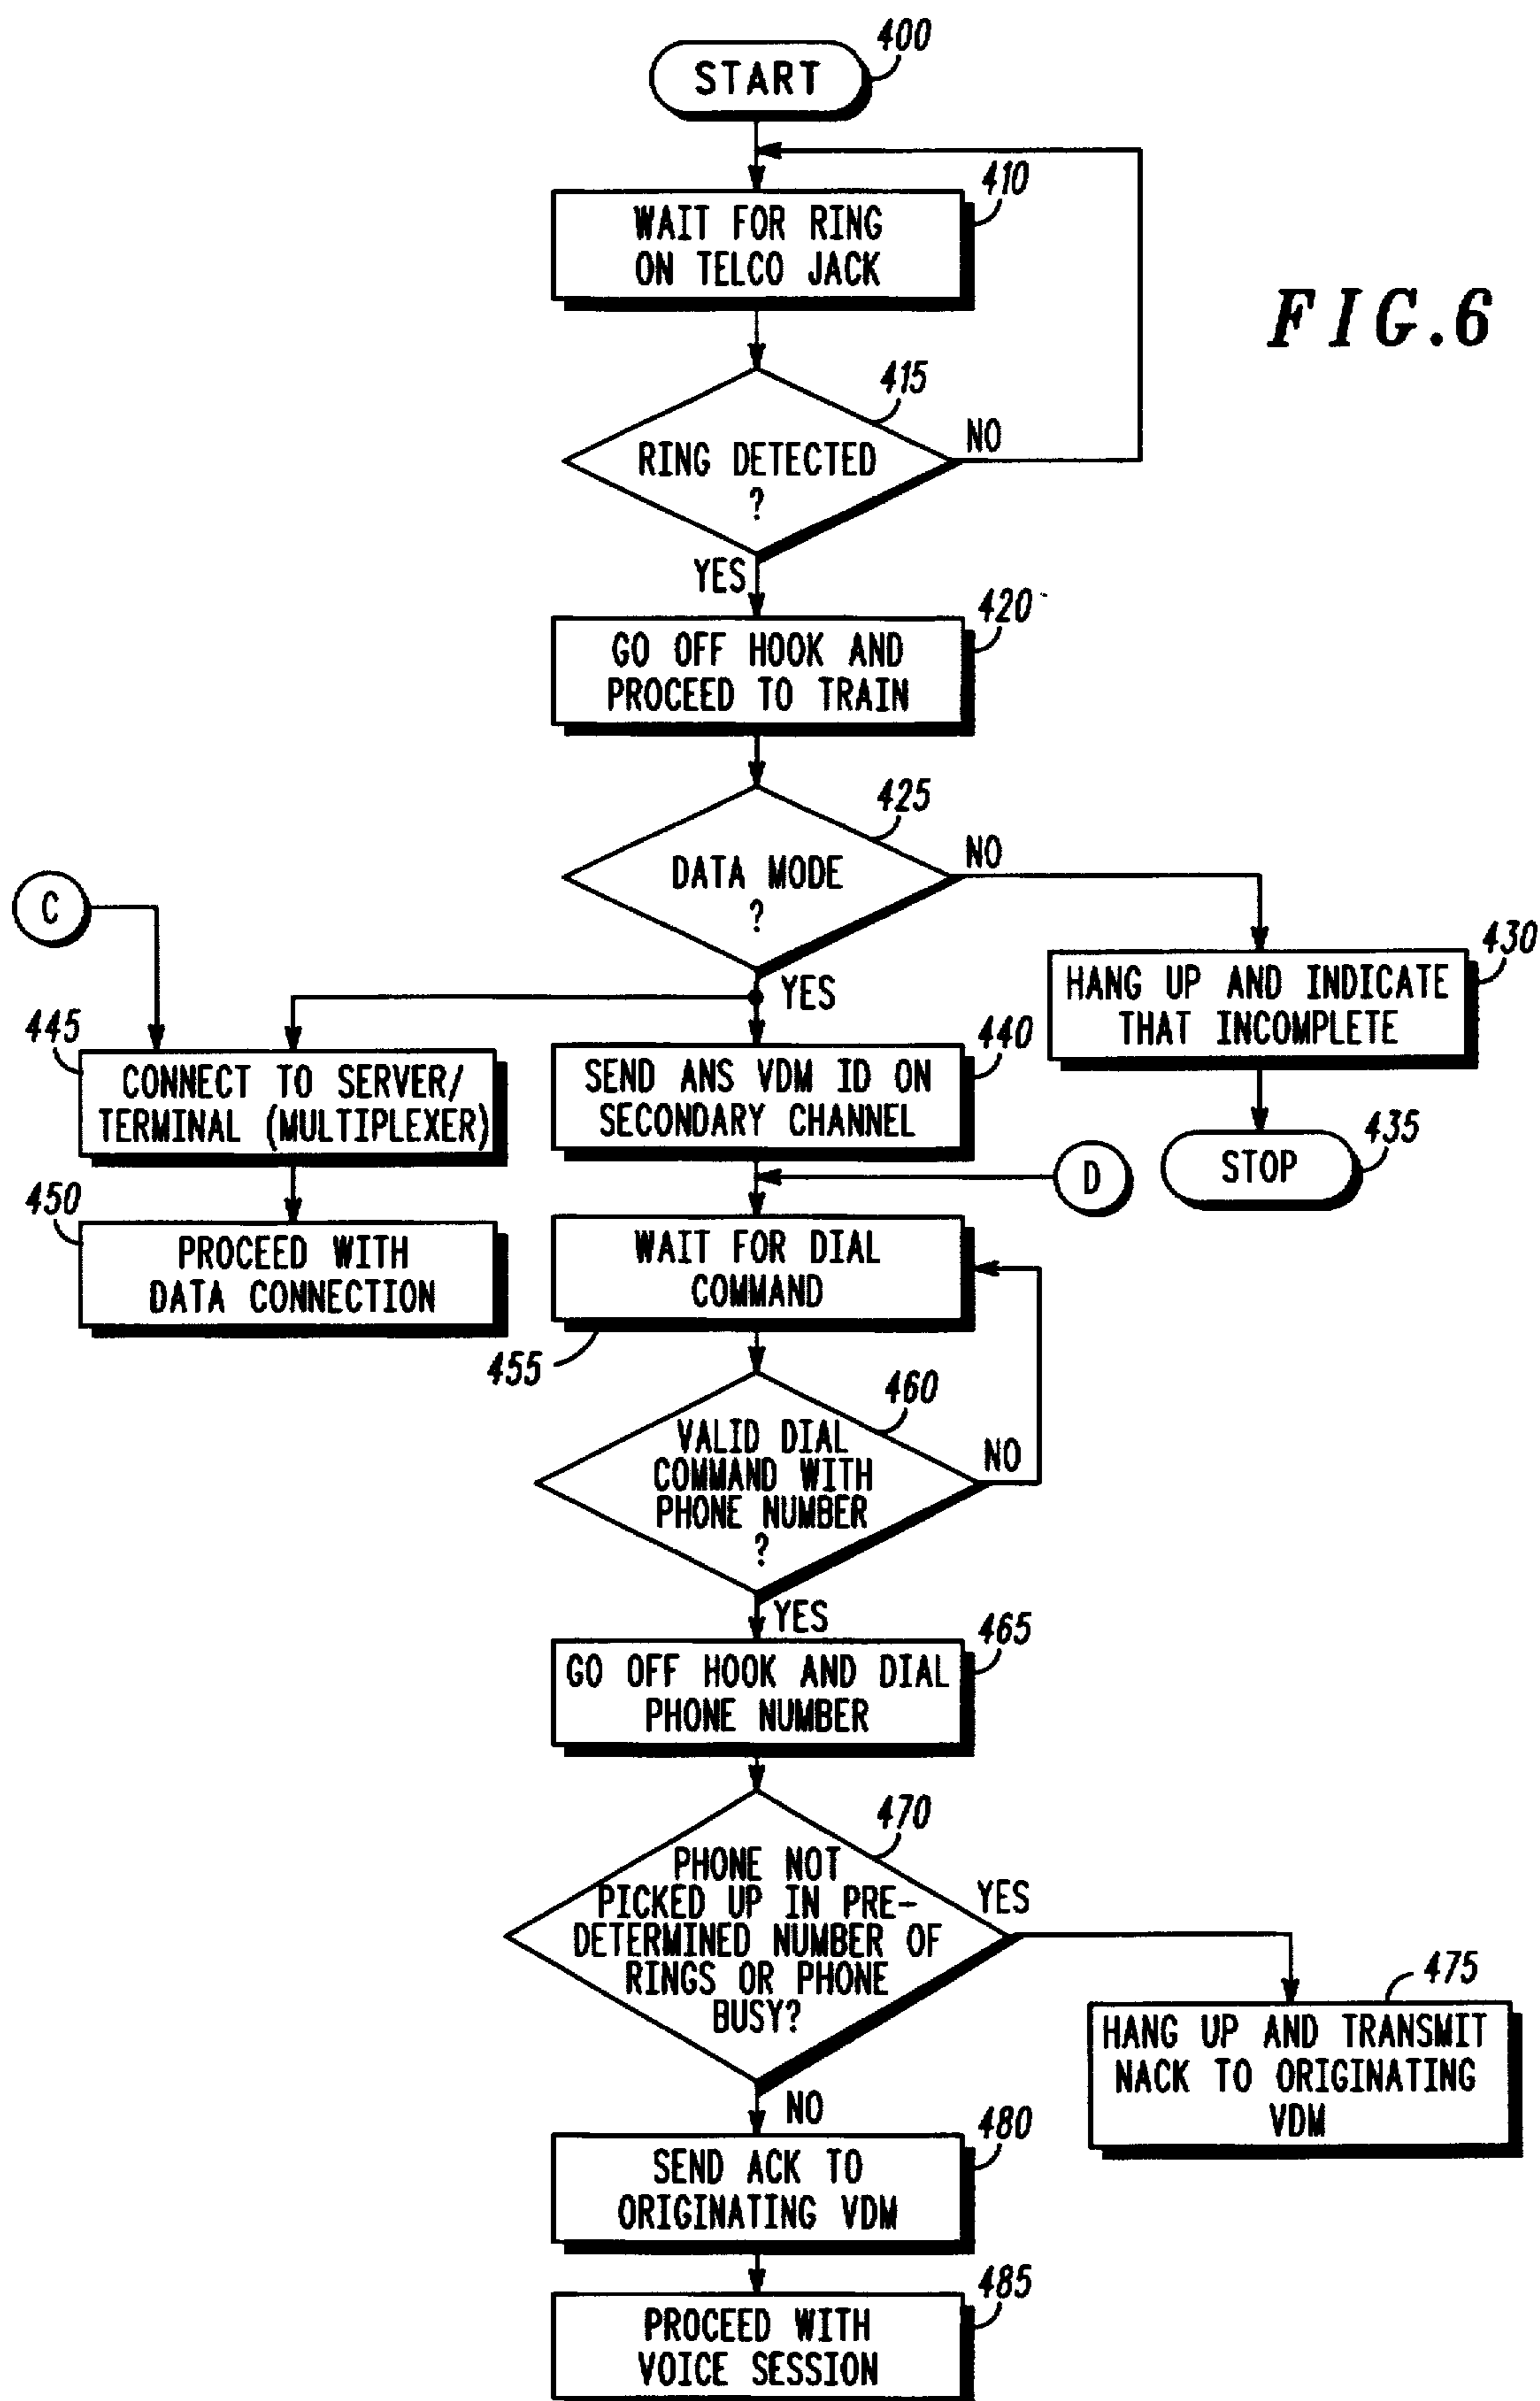 START
400
WAIT FOR RING
ON TELCO JACK
410
FIG.6
RING DETECTED
?
415
NO
YES
GO OFF HOOK AND
PROCEED TO TRAIN
420
DATA MODE
?
425
NO
YES
C
HANG UP AND INDICATE
THAT INCOMPLETE
430
STOP
435
445
CONNECT TO SERVER/
TERMINAL (MULTIPLEXER)
SEND ANS VDM ID ON
SECONDARY CHANNEL
440
D
450
PROCEED WITH
DATA CONNECTION
WAIT FOR DIAL
COMMAND
455
VALID DIAL
COMMAND WITH
PHONE NUMBER
?
460
NO
YES
GO OFF HOOK AND DIAL
PHONE NUMBER
465
PHONE NOT
PICKED UP IN PRE-
DETERMINED NUMBER OF
RINGS OR PHONE
BUSY?
470
YES
475
HANG UP AND TRANSMIT
NACK TO ORIGINATING
VDM
NO
SEND ACK TO
ORIGINATING VDM
480
PROCEED WITH
VOICE SESSION
485